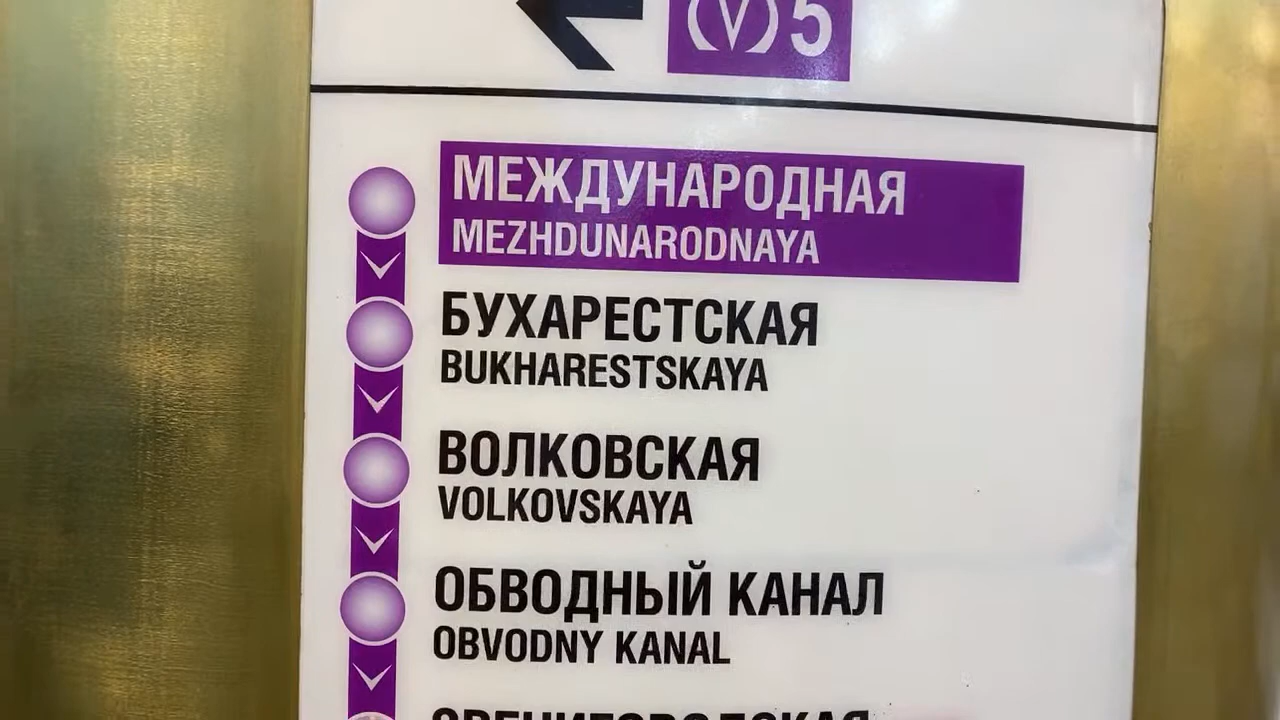 5
МЕЖДУНАРОДНАЯ
MEZHDUNARODNAYA
БУХАРЕСТСКАЯ
BUKHARESTSKAYA
ВОЛКОВСКАЯ
VOLKOVSKAYA
ОБВОДНЫЙ КАНАЛ
OBVODNY KANAL